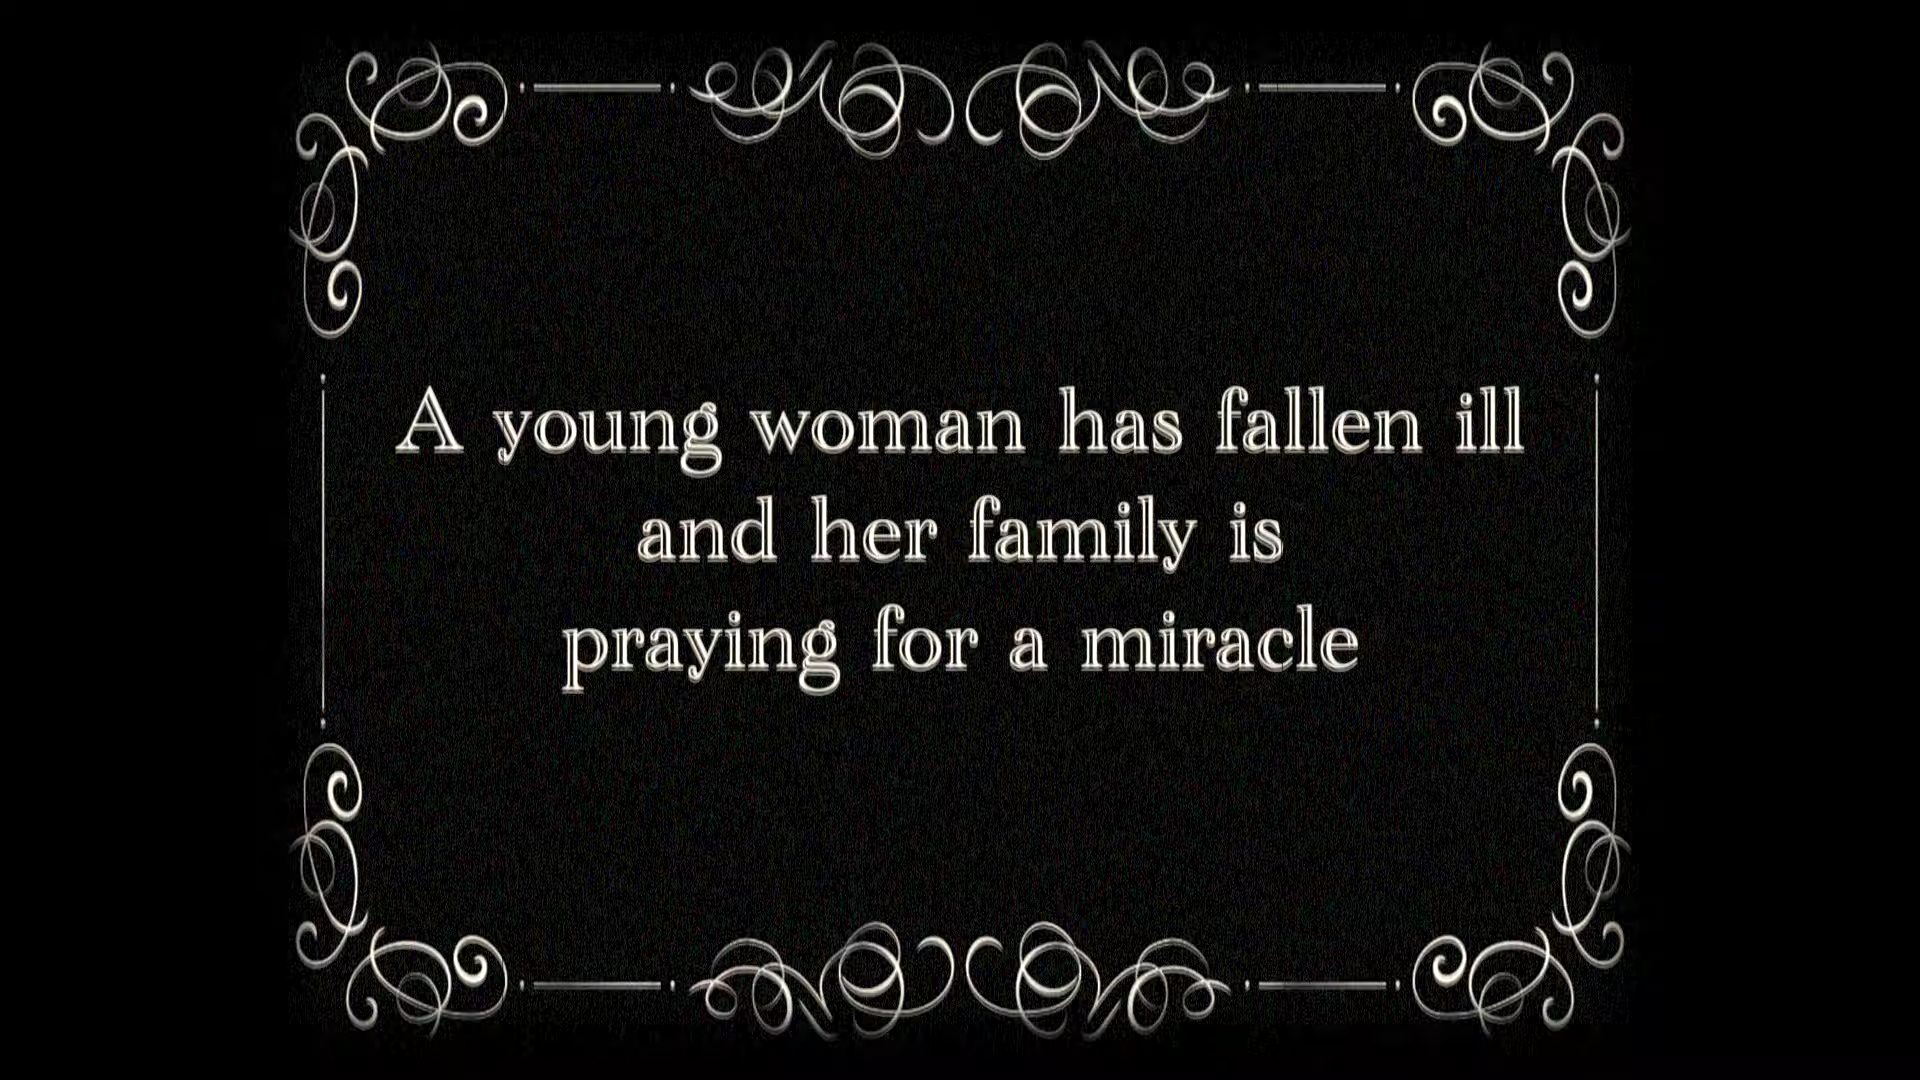 A young woman has fallen ill
and her family is
praying for a miracle